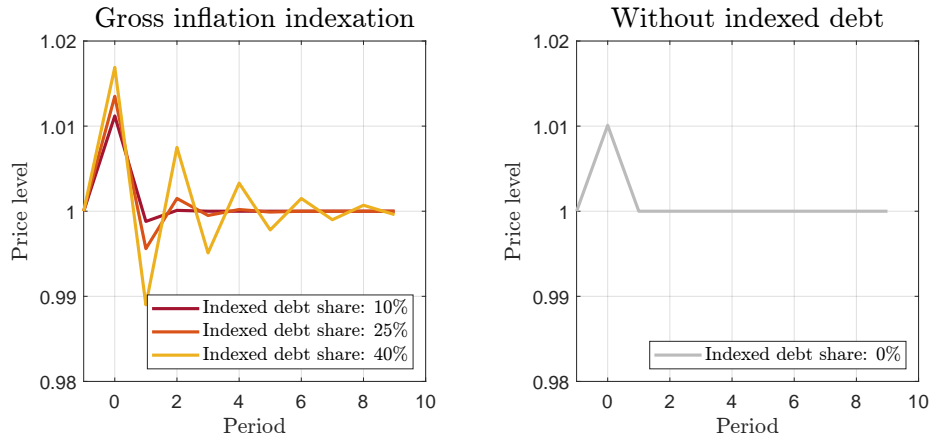 Gross inflation indexation
1.02
1.01
1
0.99
0.98
Price level
0
2
4
6
8
10
Period
Indexed debt share: 10%
Indexed debt share: 25%
Indexed debt share: 40%
Without indexed debt
1.02
1.01
1
0.99
0.98
Price level
0
2
4
6
8
10
Period
Indexed debt share: 0%